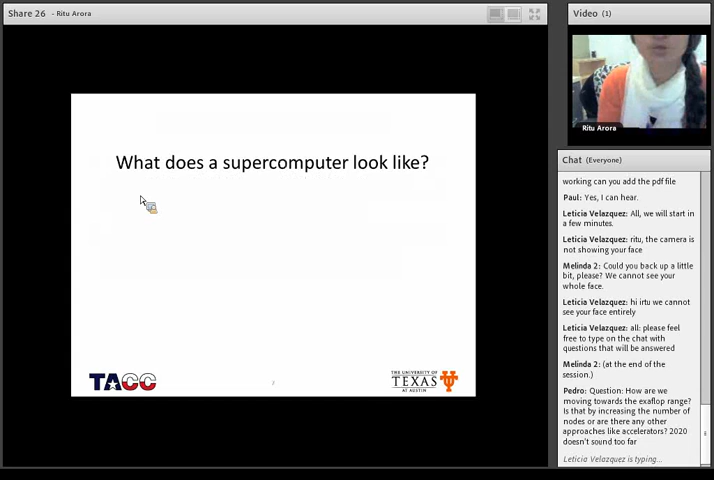 Share 26 - Ritu Arora
Video (1)
What does a supercomputer look like?
TACC
THE UNIVERSITY OF
TEXAS
AT AUSTIN
Ritu Arora
Chat (Everyone)
working can you add the pdf file
Paul: Yes, I can hear.
Leticia Velazquez: All, we will start in
a few minutes.
Leticia Velazquez: ritu, the camera is
not showing your face
Melinda 2: Could you back up a little
bit, please? We cannot see your
whole face.
Leticia Velazquez: hi irtu we cannot
see your face entirely
Leticia Velazquez: all: please feel
free to type on the chat with
questions that will be answered
Melinda 2: (at the end of the
session.)
Pedro: Question: How are we
moving towards the exaflop range?
Is that by increasing the number of
nodes or are there any other
approaches like accelerators? 2020
doesn't sound too far
Leticia Velazquez is typing...